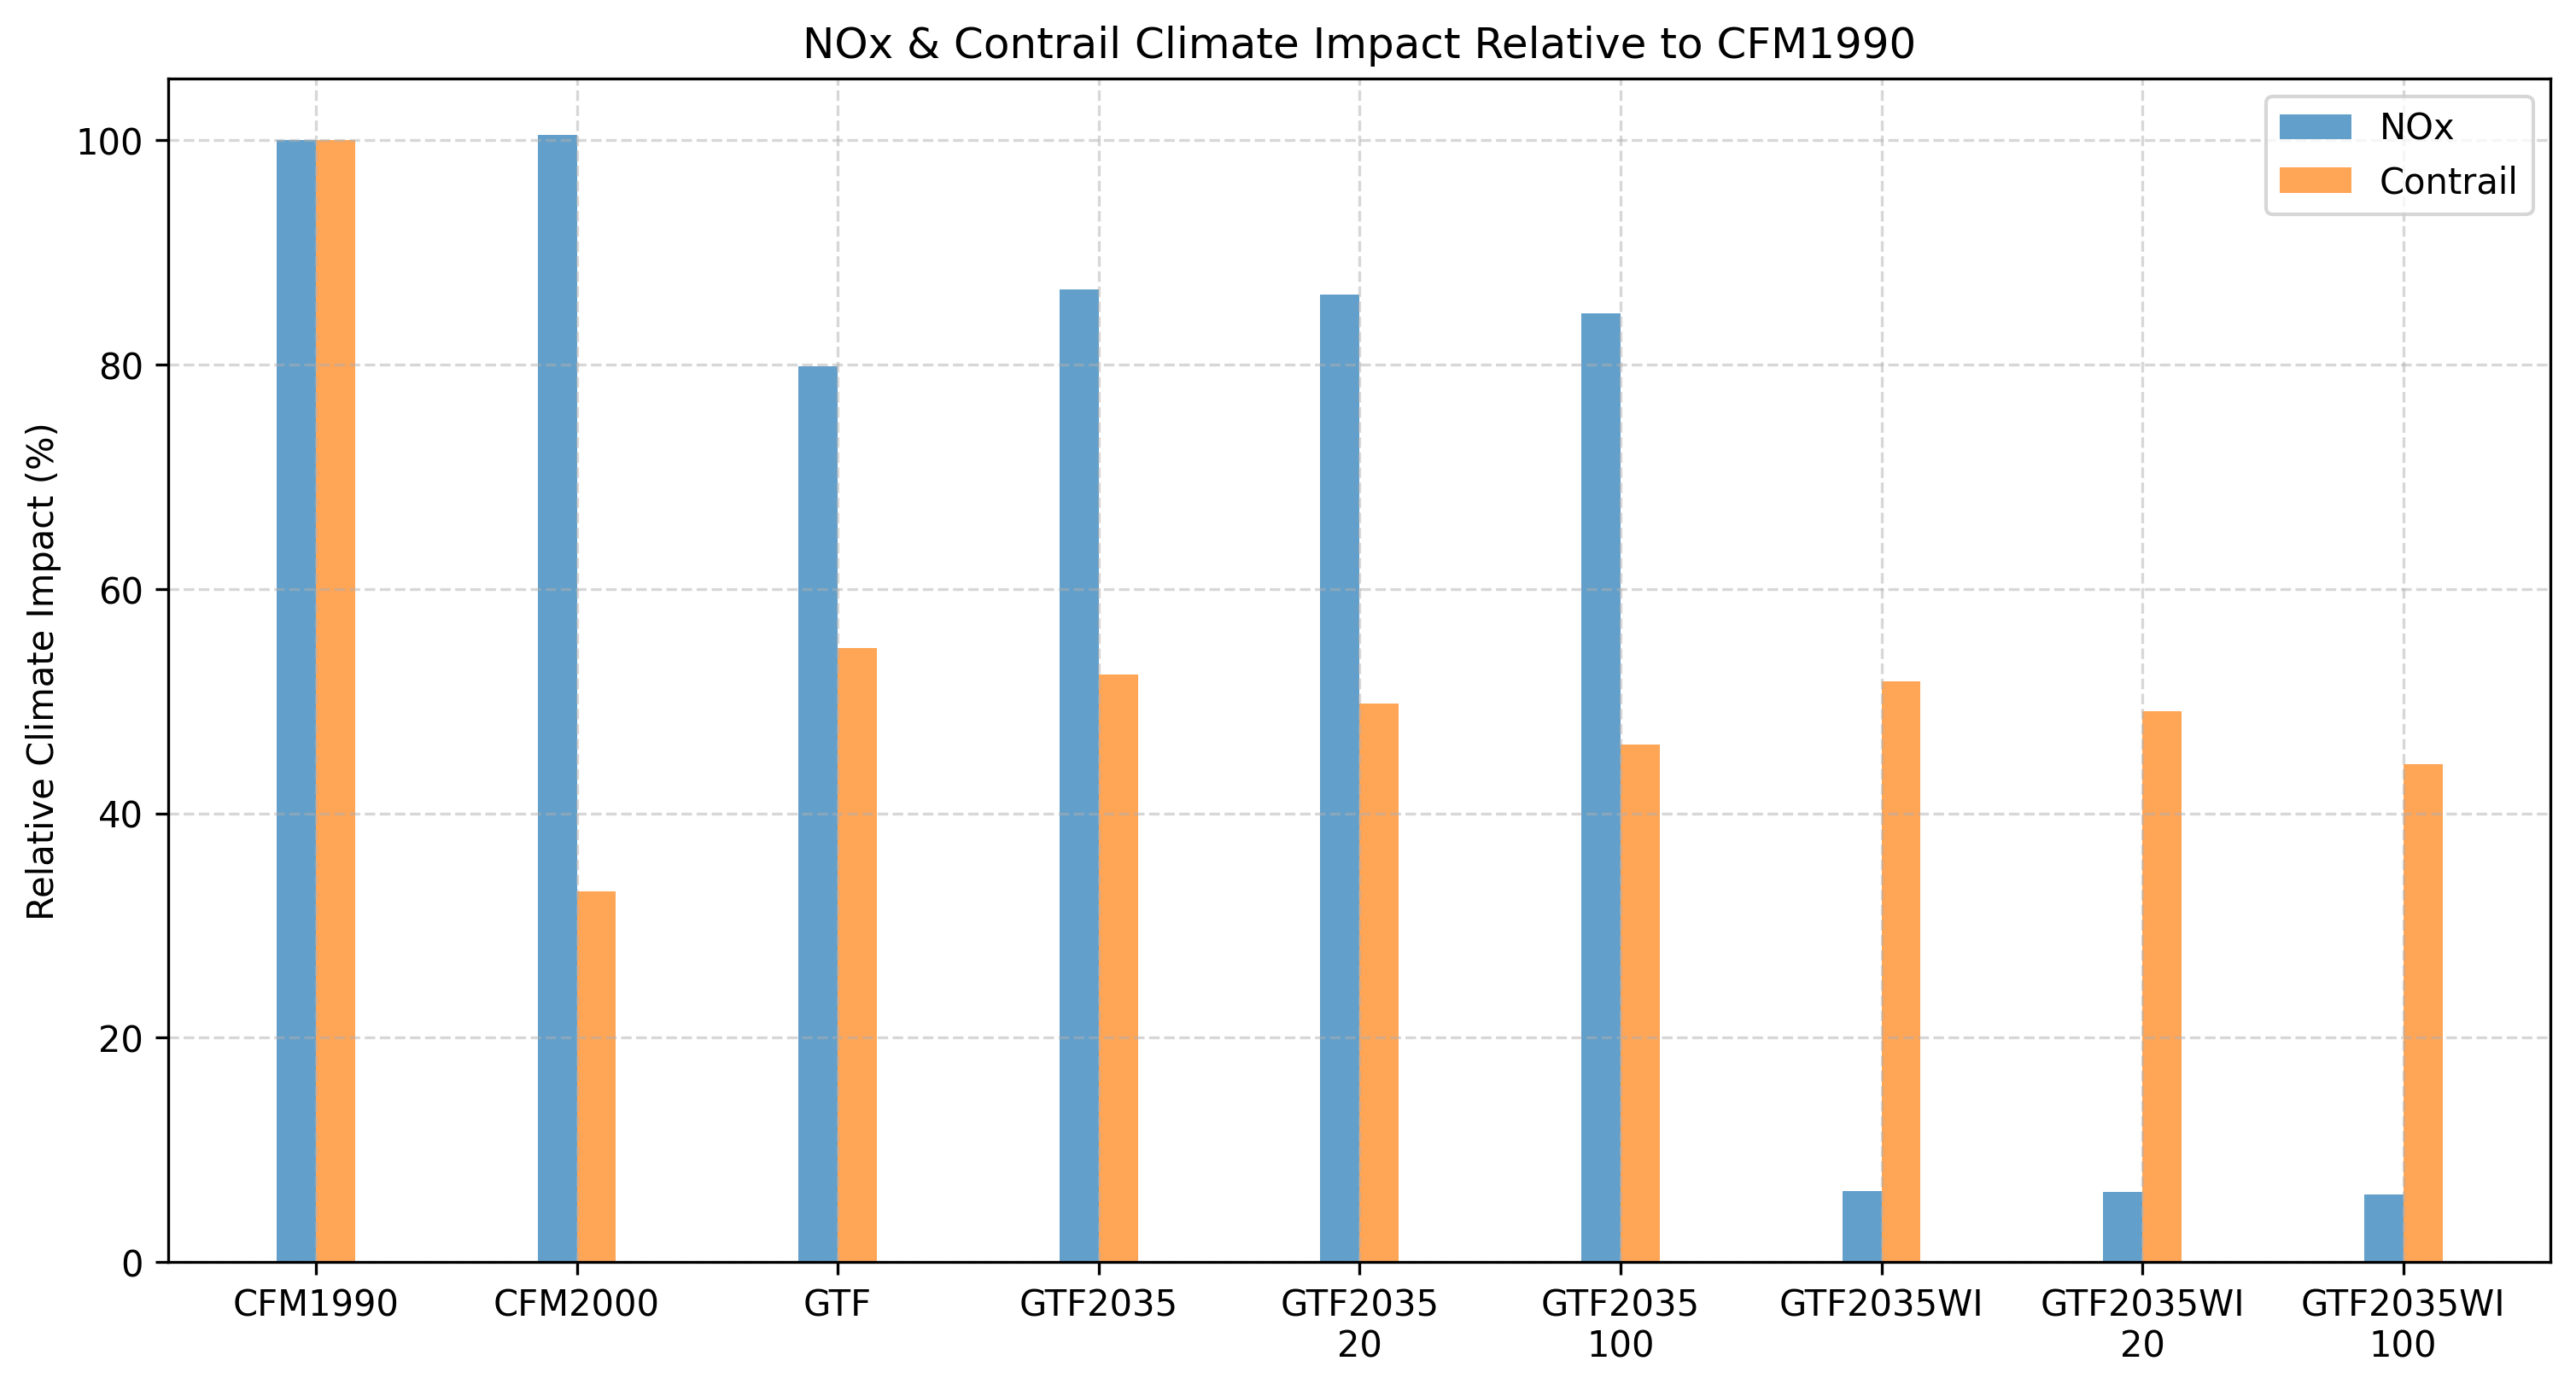 NOx & Contrail Climate Impact Relative to CFM1990
NOx
Contrail
Relative Climate Impact (%)
100
80
60
40
20
0
CFM1990
CFM2000
GTF
GTF2035
GTF2035
20
GTF2035
100
GTF2035WI
GTF2035WI
20
GTF2035WI
100